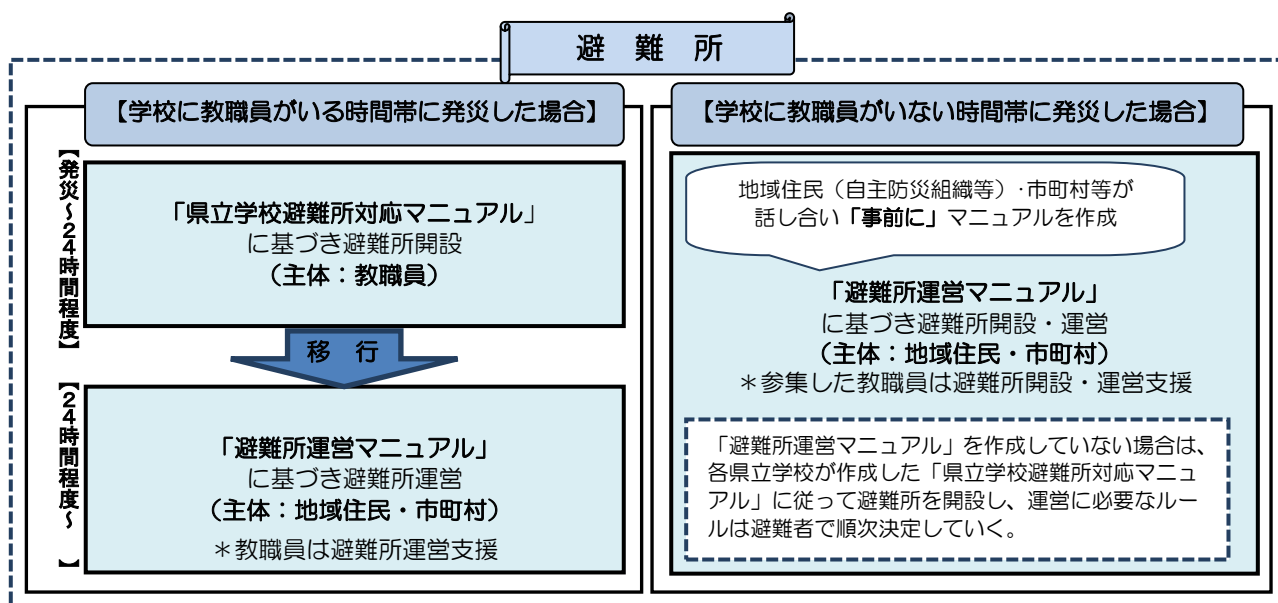 避 難 所
【学校に教職員がいる時間帯に発災した場合】
【発災~24時間程度】
「県立学校避難所対応マニュアル」
に基づき避難所開設
(主体:教職員)
移 行
【24時間程度~ 】
「避難所運営マニュアル」
に基づき避難所運営
(主体:地域住民・市町村)
*教職員は避難所運営支援
【学校に教職員がいない時間帯に発災した場合】
地域住民(自主防災組織等)・市町村等が
話し合い「事前に」マニュアルを作成
「避難所運営マニュアル」
に基づき避難所開設・運営
(主体:地域住民・市町村)
*参集した教職員は避難所開設・運営支援
「避難所運営マニュアル」を作成していない場合は、
各県立学校が作成した「県立学校避難所対応マニュ
アル」に従って避難所を開設し、運営に必要なルー
ルは避難者で順次決定していく。